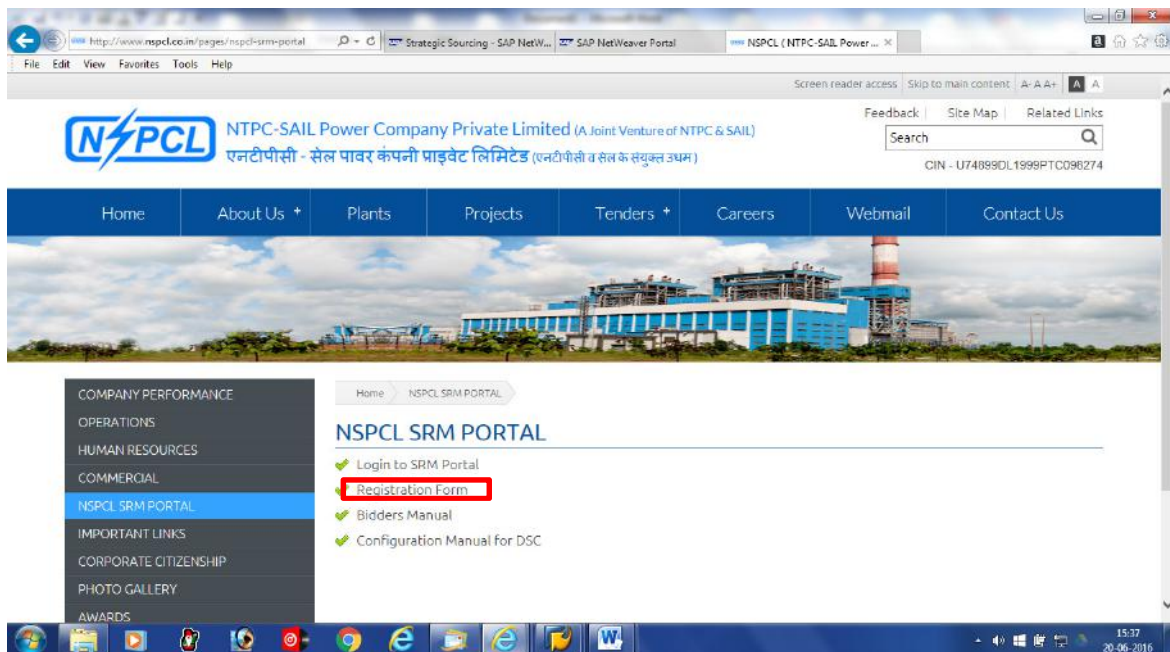 http://www.nspcl.co.in/pages/nspcl-srm-portal
Strategic Sourcing - SAP NetW...
SAP NetWeaver Portal
NSPCL ( NTPC-SAIL Power ...
File Edit View Favorites Tools Help
Screen reader access Skip to main content A- A A+ A A
Feedback Site Map Related Links
NSPCL
NTPC-SAIL Power Company Private Limited (A Joint Venture of NTPC & SAIL)
Search
एनटीपीसी - सेल पावर कंपनी प्राइवेट लिमिटेड (एनटीपीसी व सेल के संयुक्त उधम )
CIN - U74899DL1999PTC098274
Home About Us + Plants Projects Tenders + Careers Webmail Contact Us
COMPANY PERFORMANCE
OPERATIONS
HUMAN RESOURCES
COMMERCIAL
NSPCL SRM PORTAL
IMPORTANT LINKS
CORPORATE CITIZENSHIP
PHOTO GALLERY
AWARDS
Home NSPCL SRM PORTAL
NSPCL SRM PORTAL
Login to SRM Portal
Registration Form
Bidders Manual
Configuration Manual for DSC
15:37
20-06-2016